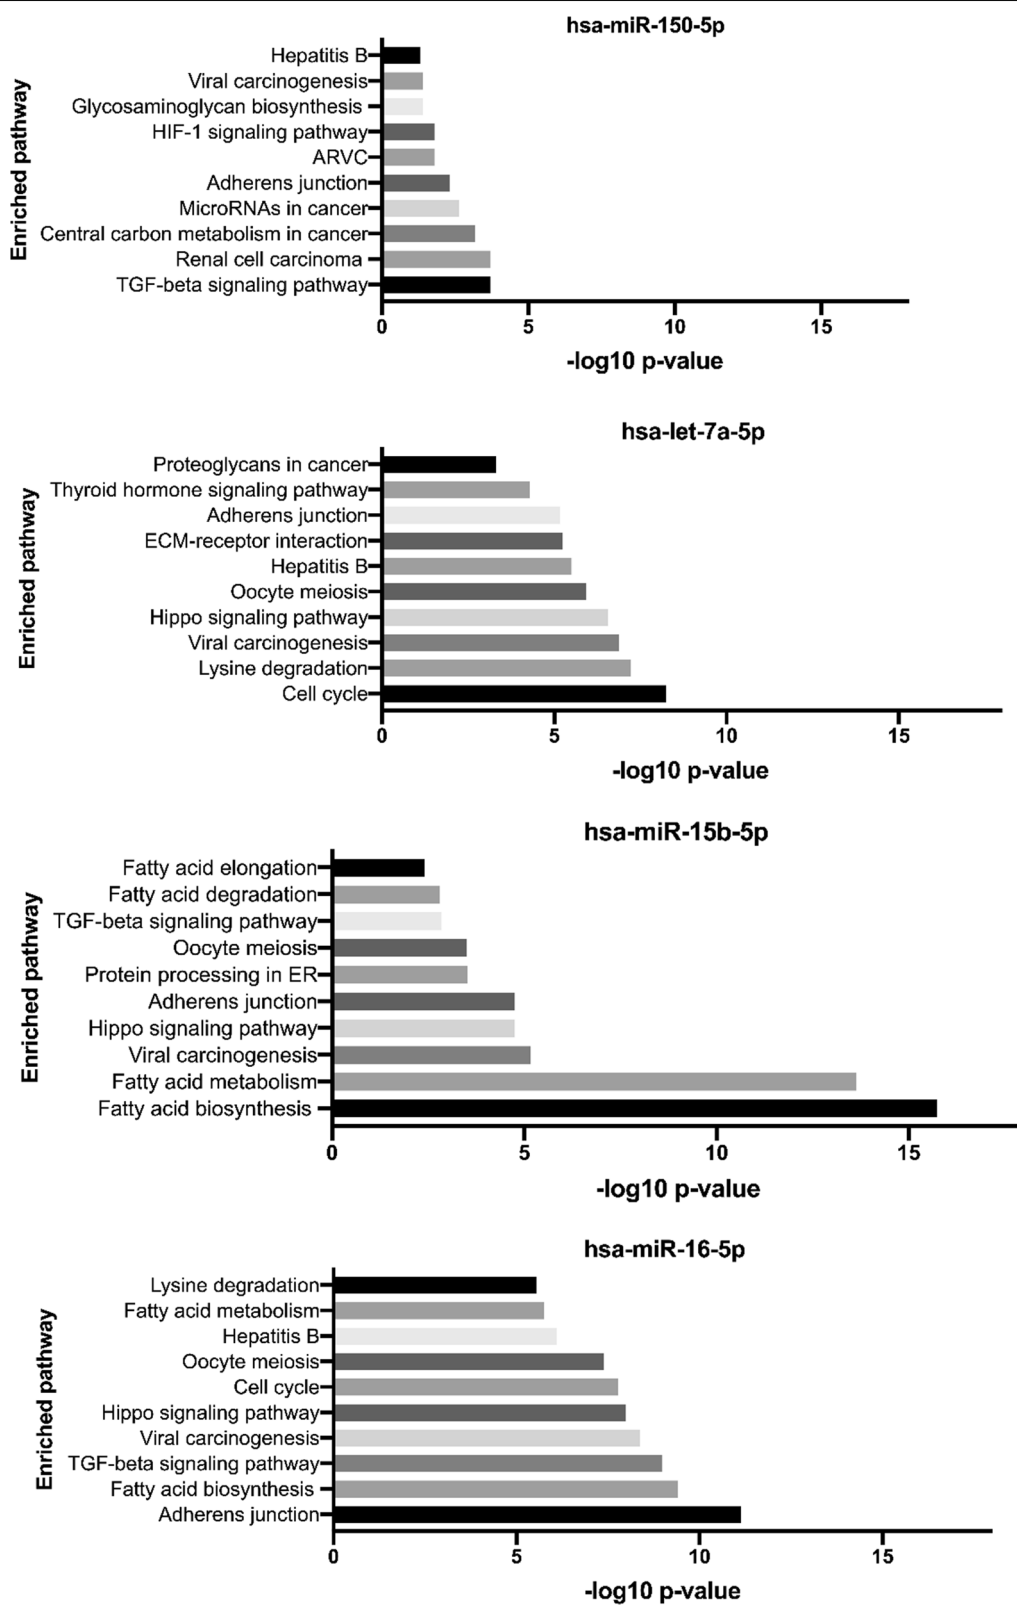 hsa-miR-150-5p
Enriched pathway
Hepatitis B
Viral carcinogenesis
Glycosaminoglycan biosynthesis
HIF-1 signaling pathway
ARVC
Adherens junction
MicroRNAs in cancer
Central carbon metabolism in cancer
Renal cell carcinoma
TGF-beta signaling pathway
0 5 10 15
-log10 p-value
hsa-let-7a-5p
Enriched pathway
Proteoglycans in cancer
Thyroid hormone signaling pathway
Adherens junction
ECM-receptor interaction
Hepatitis B
Oocyte meiosis
Hippo signaling pathway
Viral carcinogenesis
Lysine degradation
Cell cycle
0 5 10 15
-log10 p-value
hsa-miR-15b-5p
Enriched pathway
Fatty acid elongation
Fatty acid degradation
TGF-beta signaling pathway
Oocyte meiosis
Protein processing in ER
Adherens junction
Hippo signaling pathway
Viral carcinogenesis
Fatty acid metabolism
Fatty acid biosynthesis
0 5 10 15
-log10 p-value
hsa-miR-16-5p
Enriched pathway
Lysine degradation
Fatty acid metabolism
Hepatitis B
Oocyte meiosis
Cell cycle
Hippo signaling pathway
Viral carcinogenesis
TGF-beta signaling pathway
Fatty acid biosynthesis
Adherens junction
0 5 10 15
-log10 p-value